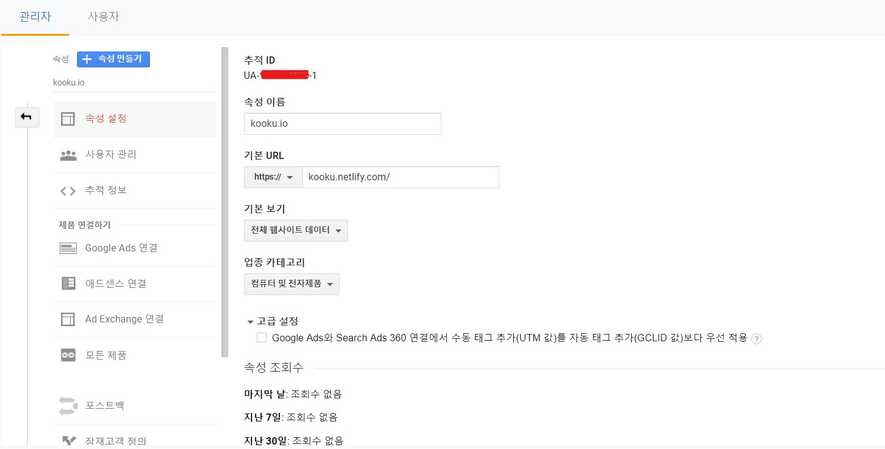 관리자 사용자
속성 + 속성 만들기
kooku.io
속성 설정
사용자 관리
추적 정보
제품 연결하기
Google Ads 연결
애드센스 연결
Ad Exchange 연결
모든 제품
포스트백
잠재고객 정의
추적 ID
UA- -1
속성 이름
kooku.io
기본 URL
https:// kooku.netlify.com/
기본 보기
전체 웹사이트 데이터
업종 카테고리
컴퓨터 및 전자제품
고급 설정
Google Ads와 Search Ads 360 연결에서 수동 태그 추가(UTM 값)를 자동 태그 추가(GCLID 값)보다 우선 적용 ?
속성 조회수
마지막 날: 조회수 없음
지난 7일: 조회수 없음
지난 30일: 조회수 없음